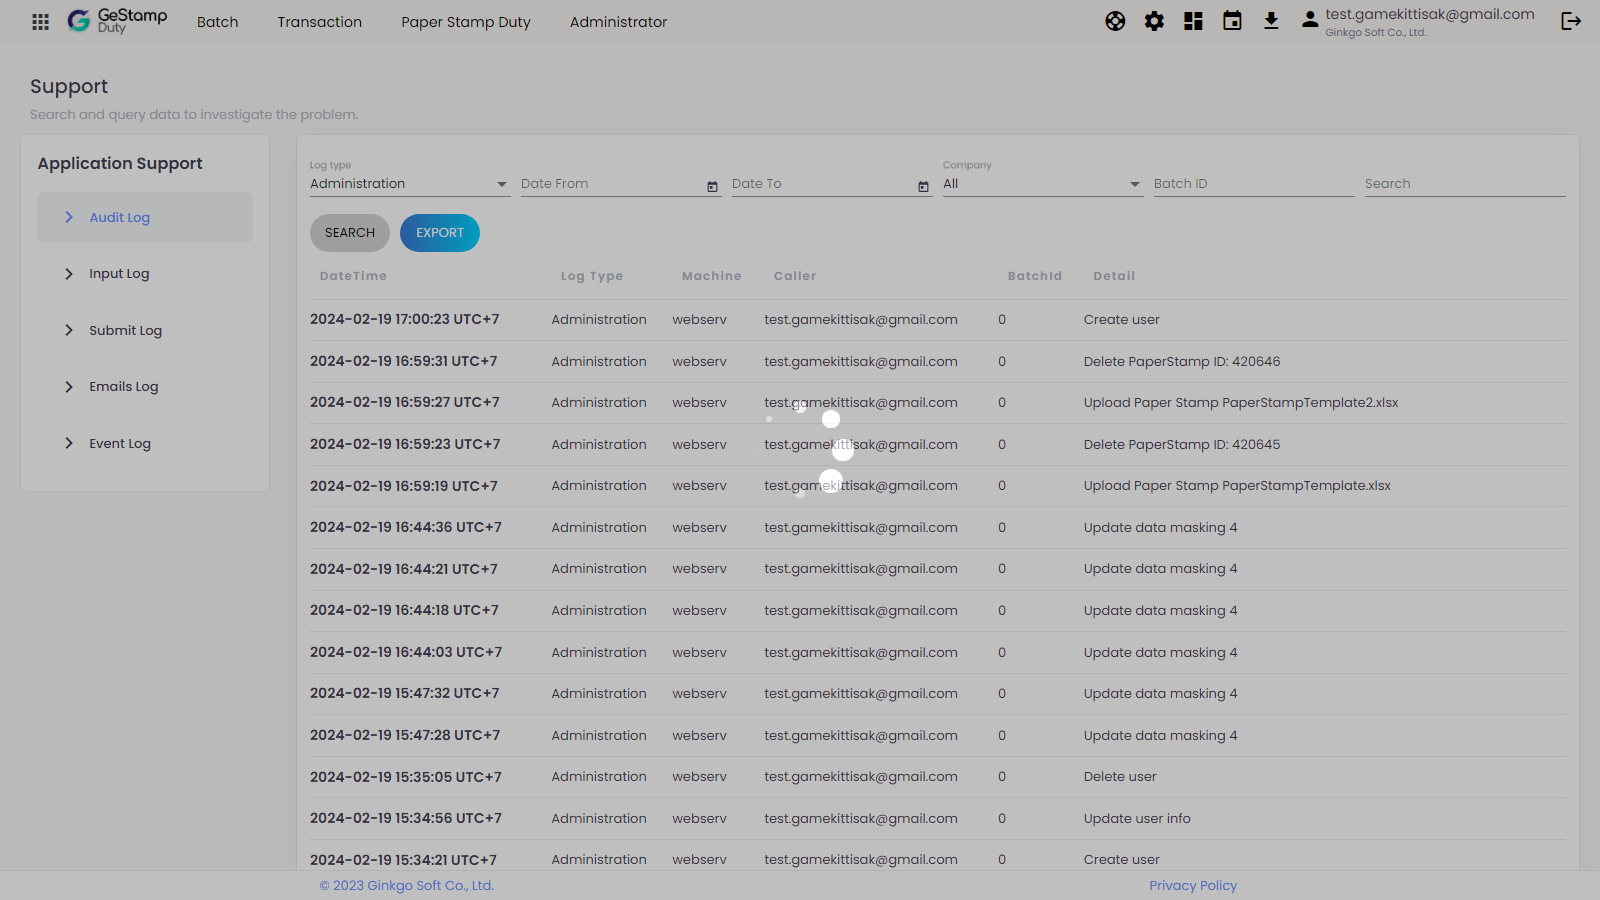 GeStamp
Duty
Batch
Transaction
Paper Stamp Duty
Administrator
test.gamekittisak@gmail.com
Ginkgo Soft Co., Ltd.
Support
Search and query data to investigate the problem.
Application Support
Audit Log
Input Log
Submit Log
Emails Log
Event Log
Log type
Company
Administration
Date From
Date To
All
Batch ID
Search
SEARCH
EXPORT
DateTime Log Type Machine Caller BatchId Detail
2024-02-19 17:00:23 UTC+7 Administration webserv test.gamekittisak@gmail.com 0 Create user
2024-02-19 16:59:31 UTC+7 Administration webserv test.gamekittisak@gmail.com 0 Delete PaperStamp ID: 420646
2024-02-19 16:59:27 UTC+7 Administration webserv test.gamekittisak@gmail.com 0 Upload Paper Stamp PaperStampTemplate2.xlsx
2024-02-19 16:59:23 UTC+7 Administration webserv test.gamekittisak@gmail.com 0 Delete PaperStamp ID: 420645
2024-02-19 16:59:19 UTC+7 Administration webserv test.gamekittisak@gmail.com 0 Upload Paper Stamp PaperStampTemplate.xlsx
2024-02-19 16:44:36 UTC+7 Administration webserv test.gamekittisak@gmail.com 0 Update data masking 4
2024-02-19 16:44:21 UTC+7 Administration webserv test.gamekittisak@gmail.com 0 Update data masking 4
2024-02-19 16:44:18 UTC+7 Administration webserv test.gamekittisak@gmail.com 0 Update data masking 4
2024-02-19 16:44:03 UTC+7 Administration webserv test.gamekittisak@gmail.com 0 Update data masking 4
2024-02-19 15:47:32 UTC+7 Administration webserv test.gamekittisak@gmail.com 0 Update data masking 4
2024-02-19 15:47:28 UTC+7 Administration webserv test.gamekittisak@gmail.com 0 Update data masking 4
2024-02-19 15:35:05 UTC+7 Administration webserv test.gamekittisak@gmail.com 0 Delete user
2024-02-19 15:34:56 UTC+7 Administration webserv test.gamekittisak@gmail.com 0 Update user info
2024-02-19 15:34:21 UTC+7 Administration webserv test.gamekittisak@gmail.com 0 Create user
© 2023 Ginkgo Soft Co., Ltd.
Privacy Policy